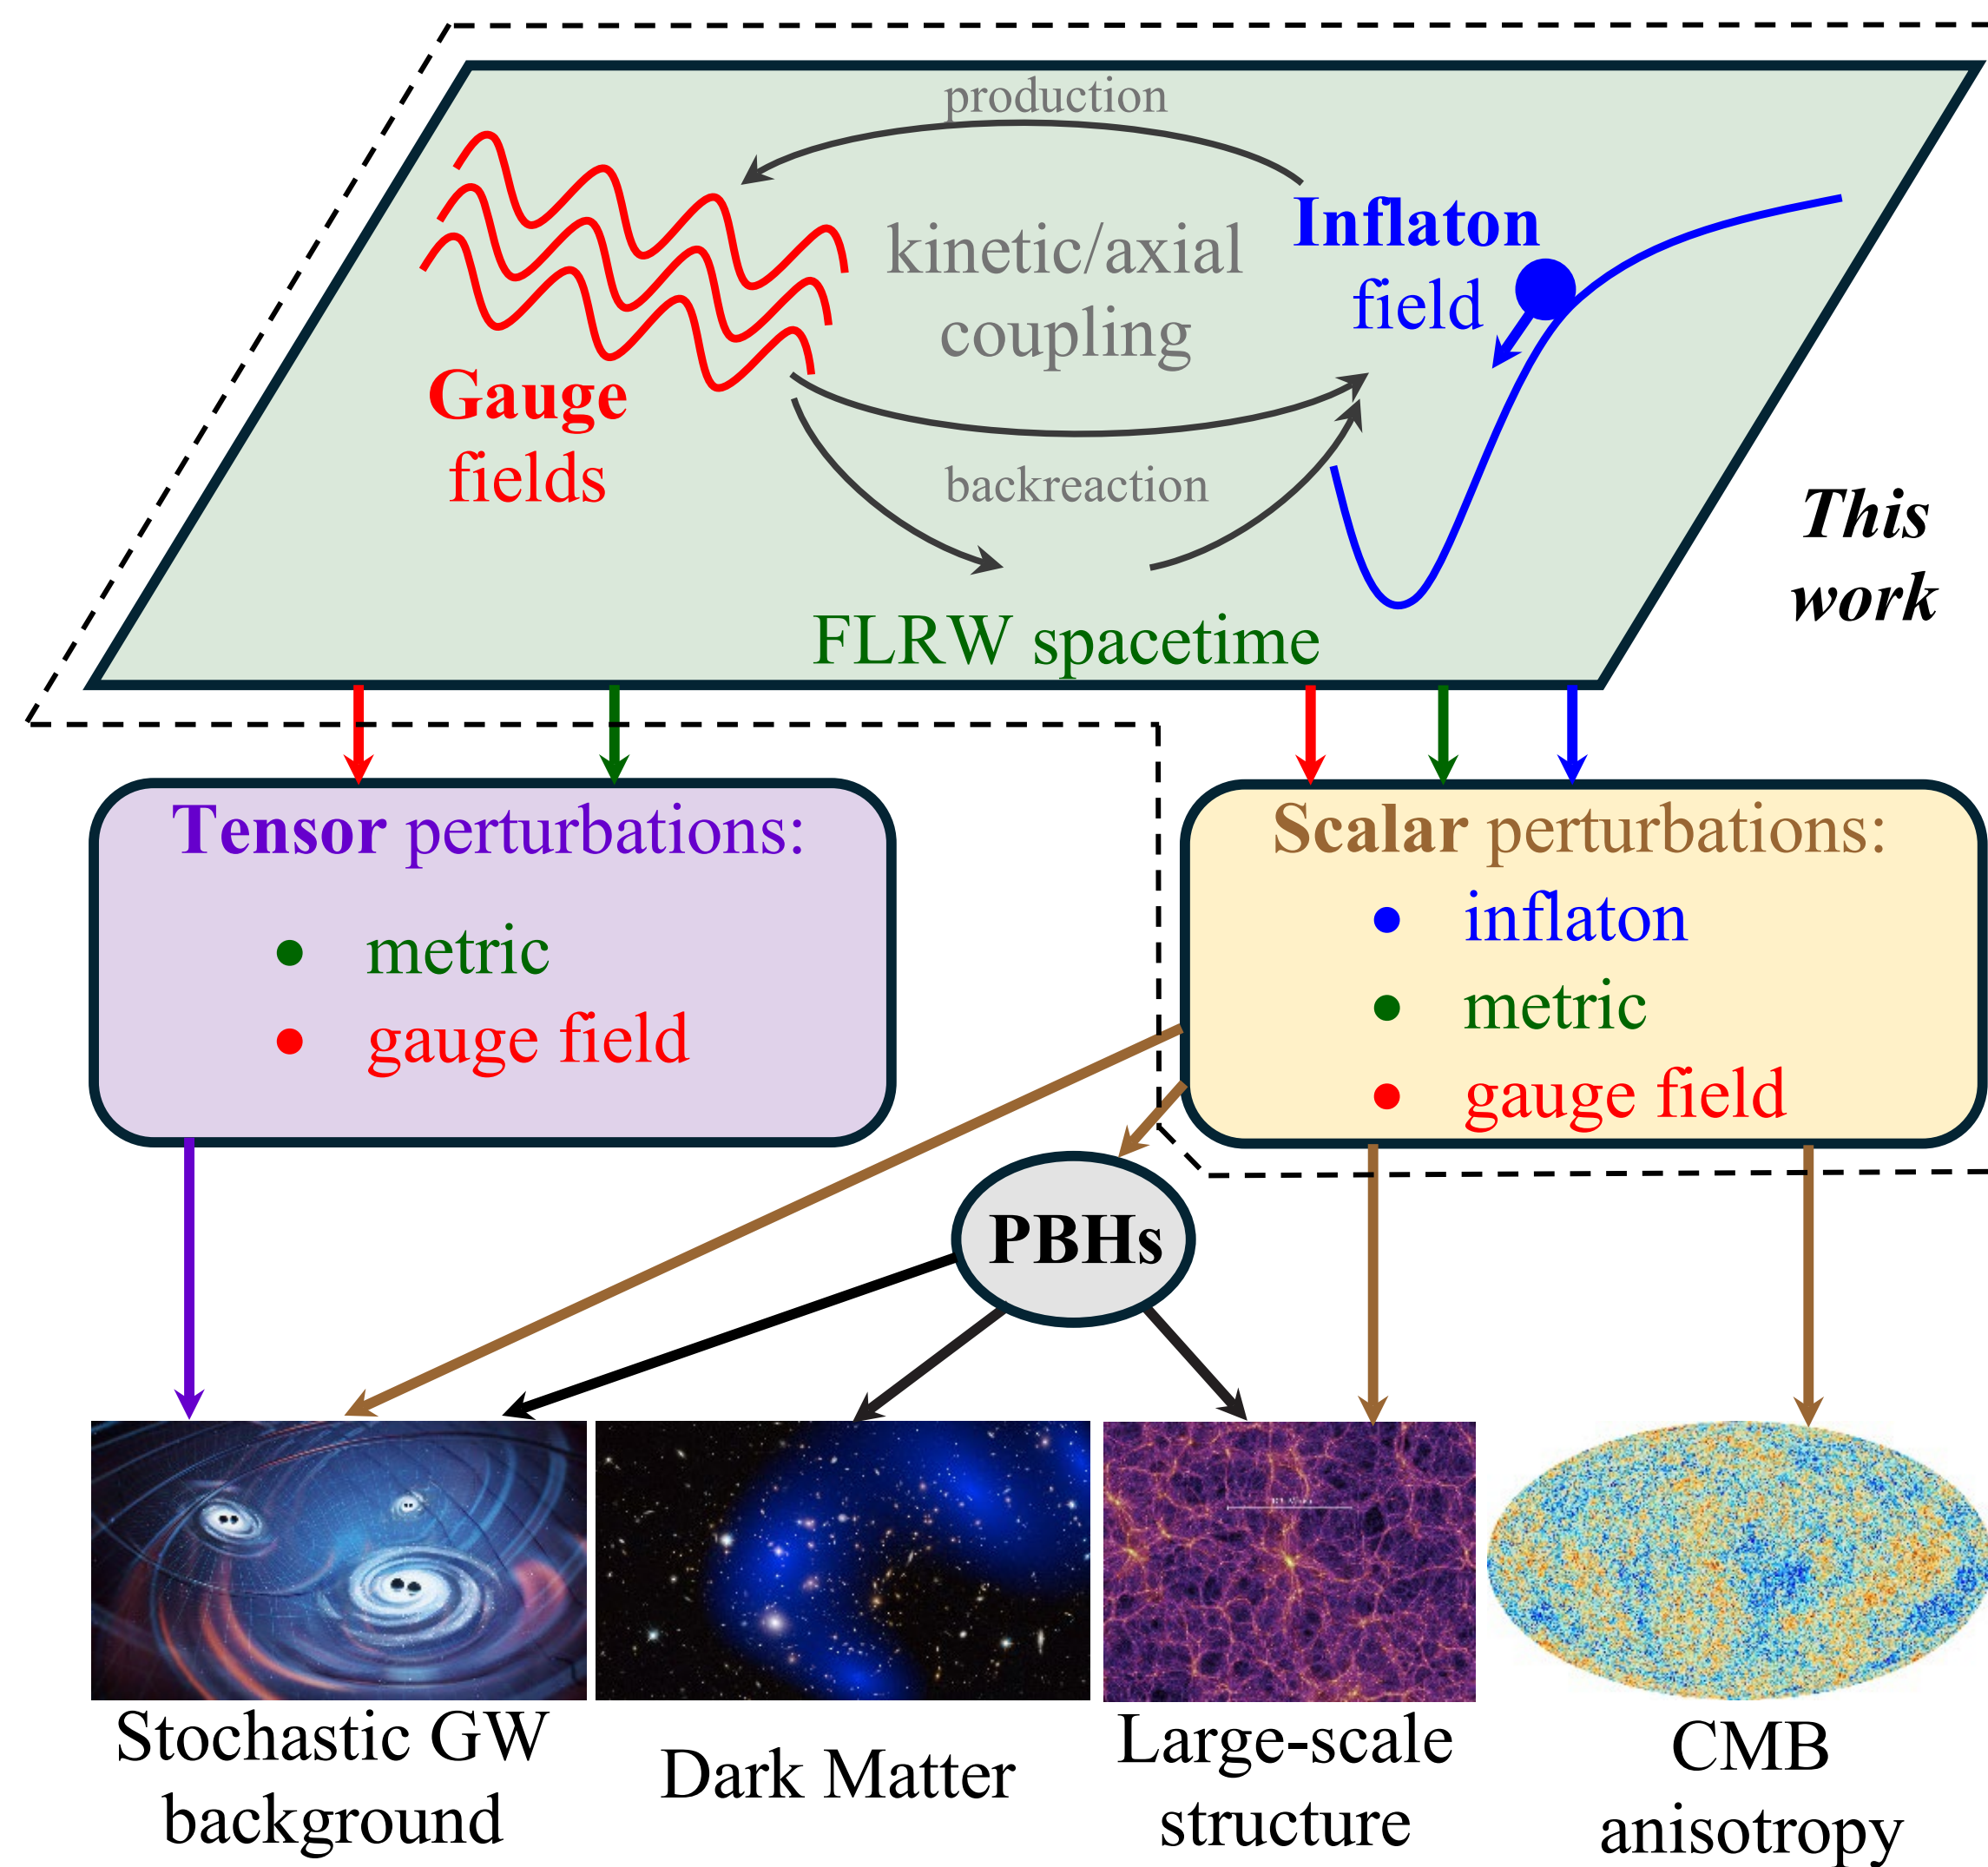 production
kinetic/axial
coupling
Inflaton
field
Gauge
fields
backreaction
FLRW spacetime
This
work
Tensor perturbations:
• metric
• gauge field
Scalar perturbations:
• inflaton
• metric
• gauge field
PBHs
Stochastic GW
background
Dark Matter
Large-scale
structure
CMB
anisotropy